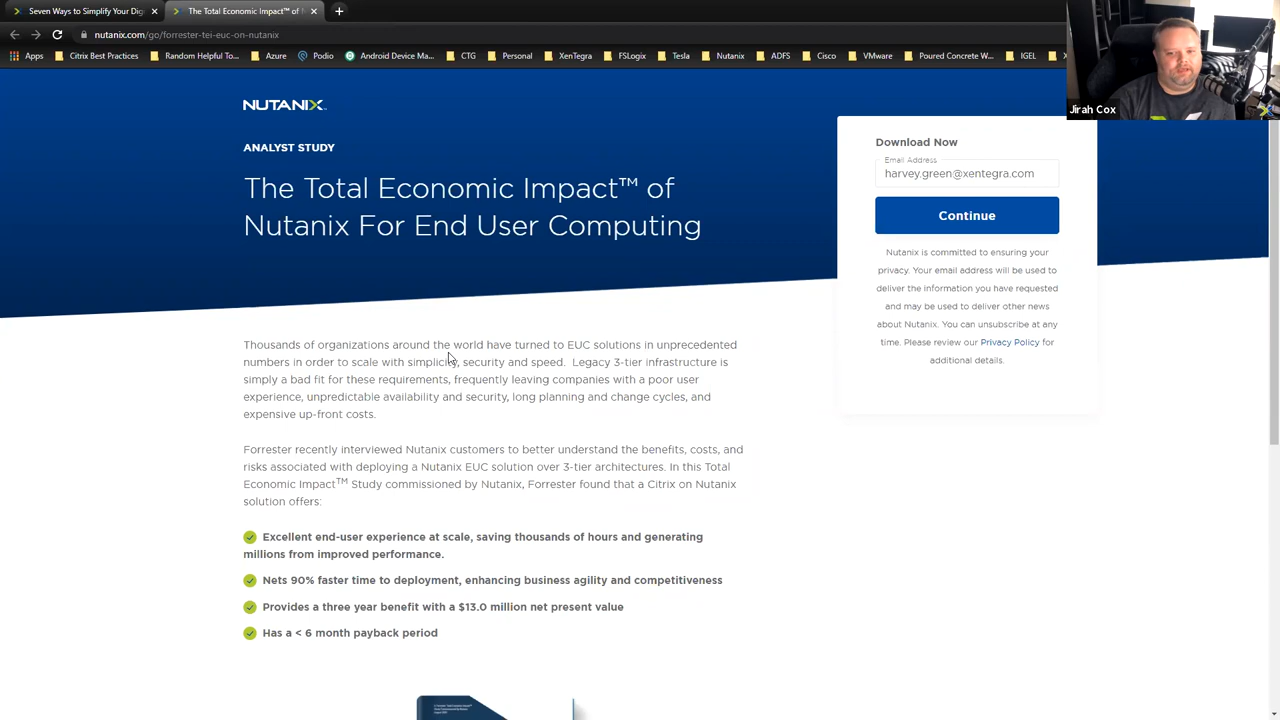 Seven Ways to Simplify Your Dig
The Total Economic Impact™ of N
nutanix.com/go/forrester-tei-euc-on-nutanix
Apps Citrix Best Practices Random Helpful To... Azure Podio Android Device Ma... CTG Personal XenTegra FSLogix Tesla Nutanix ADFS Cisco VMware Poured Concrete W... IGEL
Jirah Cox
NUTANIX
ANALYST STUDY
The Total Economic Impact™ of
Nutanix For End User Computing
Download Now
Email Address
harvey.green@xentegra.com
Continue
Nutanix is committed to ensuring your
privacy. Your email address will be used to
deliver the information you have requested
and may be used to deliver other news
about Nutanix. You can unsubscribe at any
time. Please review our Privacy Policy for
additional details.
Thousands of organizations around the world have turned to EUC solutions in unprecedented
numbers in order to scale with simplicity, security and speed. Legacy 3-tier infrastructure is
simply a bad fit for these requirements, frequently leaving companies with a poor user
experience, unpredictable availability and security, long planning and change cycles, and
expensive up-front costs.
Forrester recently interviewed Nutanix customers to better understand the benefits, costs, and
risks associated with deploying a Nutanix EUC solution over 3-tier architectures. In this Total
Economic Impact™ Study commissioned by Nutanix, Forrester found that a Citrix on Nutanix
solution offers:
Excellent end-user experience at scale, saving thousands of hours and generating
millions from improved performance.
Nets 90% faster time to deployment, enhancing business agility and competitiveness
Provides a three year benefit with a $13.0 million net present value
Has a < 6 month payback period